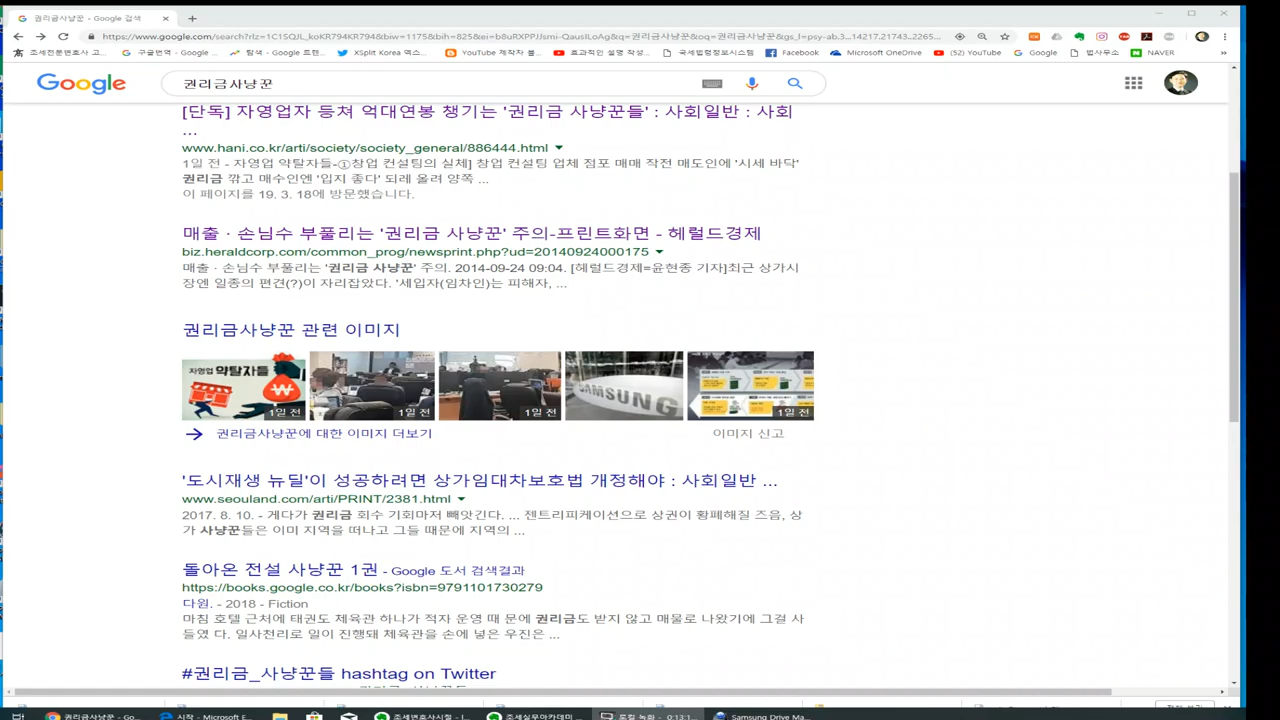 권리금사냥꾼 - Google 검색
https://www.google.com/search?rlz=1C1SQJL_koKR794KR794&biw=1175&bih=825&ei=b8uRXPPJJsmi-QausILoAg&q=권리금사냥꾼&oq=권리금사냥꾼&gs_l=psy-ab.3...14217.21743..2265...
조세전문변호사 고...
구글번역 - Google ...
탐색 - Google 트렌...
XSplit Korea 엑스...
YouTube 제작자 블...
효과적인 설명 작성...
국세법령정보시스템
Facebook
Microsoft OneDrive
(52) YouTube
Google
법사무소
NAVER
Google
권리금사냥꾼
[단독] 자영업자 등쳐 억대연봉 챙기는 '권리금 사냥꾼들' : 사회일반 : 사회
...
www.hani.co.kr/arti/society/society_general/886444.html
1일 전 - 자영업 약탈자들-①창업 컨설팅의 실체] 창업 컨설팅 업체 점포 매매 작전 매도인에 '시세 바닥'
권리금 깎고 매수인엔 '입지 좋다' 되레 올려 양쪽 ...
이 페이지를 19. 3. 18에 방문했습니다.
매출 · 손님수 부풀리는 '권리금 사냥꾼' 주의-프린트화면 - 헤럴드경제
biz.heraldcorp.com/common_prog/newsprint.php?ud=20140924000175
매출 · 손님수 부풀리는 '권리금 사냥꾼' 주의. 2014-09-24 09:04. [헤럴드경제=윤현종 기자]최근 상가시
장엔 일종의 편견(?)이 자리잡았다. '세입자(임차인)는 피해자, ...
권리금사냥꾼 관련 이미지
자영업 약탈자들
1일 전
1일 전
1일 전
SAMSUNG
1일 전
권리금사냥꾼에 대한 이미지 더보기
이미지 신고
'도시재생 뉴딜'이 성공하려면 상가임대차보호법 개정해야 : 사회일반 ...
www.seouland.com/arti/PRINT/2381.html
2017. 8. 10. - 게다가 권리금 회수 기회마저 빼앗긴다. ... 젠트리피케이션으로 상권이 황폐해질 즈음, 상
가 사냥꾼들은 이미 지역을 떠나고 그들 때문에 지역의 ...
돌아온 전설 사냥꾼 1권 - Google 도서 검색결과
https://books.google.co.kr/books?isbn=9791101730279
다원. - 2018 - Fiction
마침 호텔 근처에 태권도 체육관 하나가 적자 운영 때 문에 권리금도 받지 않고 매물로 나왔기에 그걸 사
들였 다. 일사천리로 일이 진행돼 체육관을 손에 넣은 우진은 ...
#권리금_사냥꾼들 hashtag on Twitter
권리금사냥꾼 - Go...
시작 - Microsoft E...
조세변호사시험 - I...
조세실무아카데미 ...
로컬 녹화 - 0:13:1...
Samsung Drive Ma...